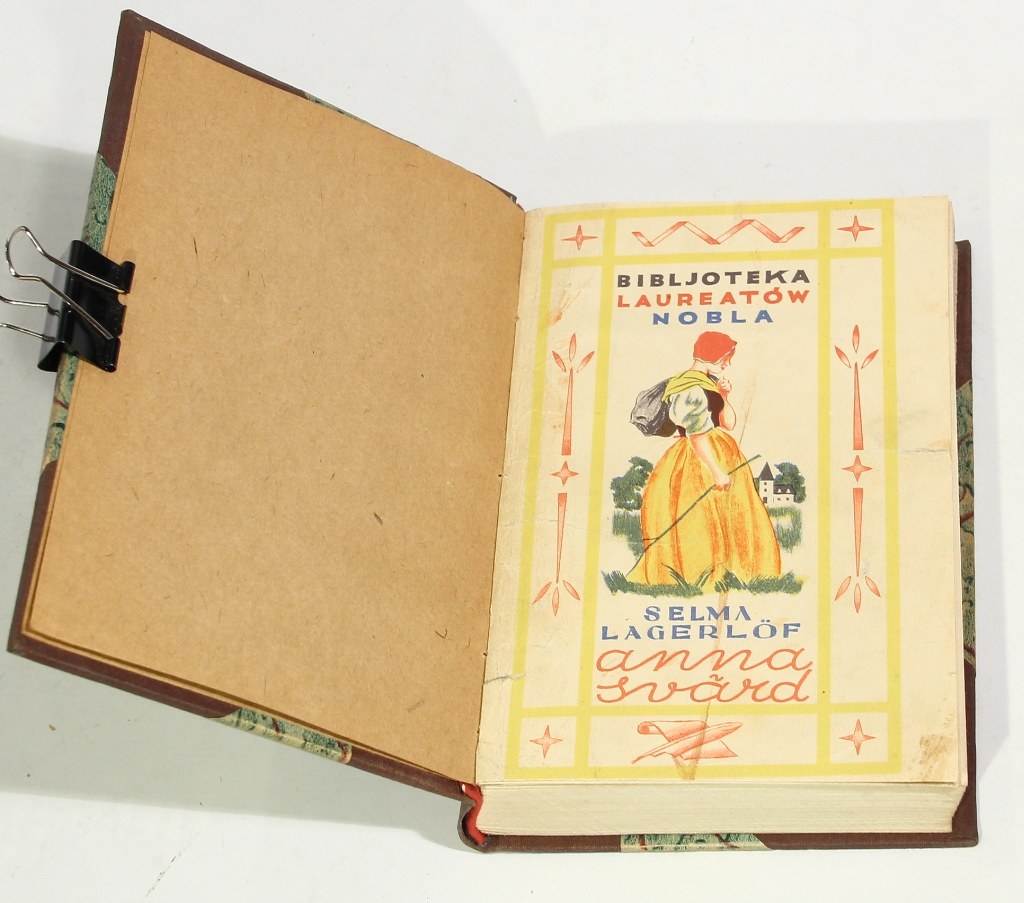 BIBLJOTEKA
LAUREATÓW
NOBLA
SELMA
LAGERLÖF
anna
svärd